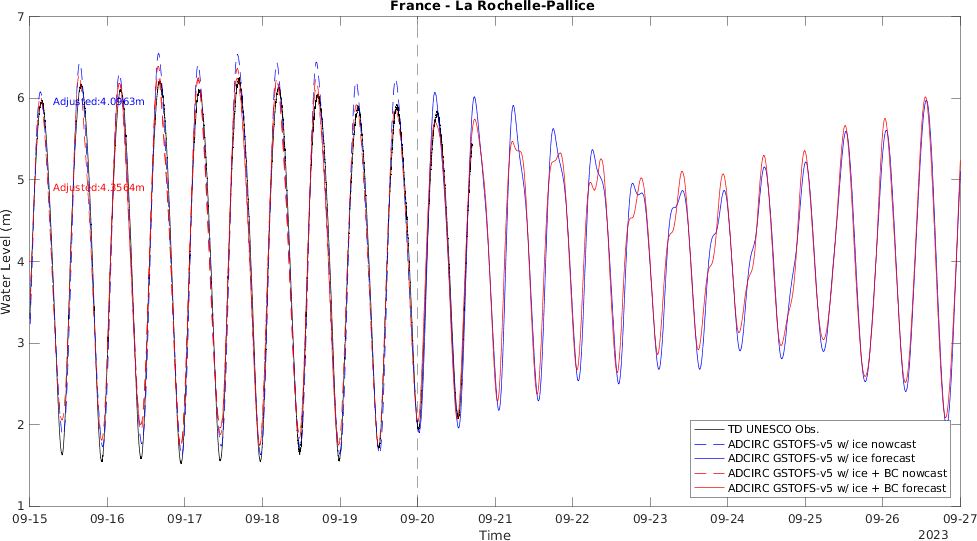 France - La Rochelle-Pallice
7
6
5
4
3
2
1
Water Level (m)
Adjusted:4.0963m
Adjusted:4.3564m
TD UNESCO Obs.
ADCIRC GSTOFS-v5 w/ ice nowcast
ADCIRC GSTOFS-v5 w/ ice forecast
ADCIRC GSTOFS-v5 w/ ice + BC nowcast
ADCIRC GSTOFS-v5 w/ ice + BC forecast
09-15 09-16 09-17 09-18 09-19 09-20 09-21 09-22 09-23 09-24 09-25 09-26 09-27
Time
2023